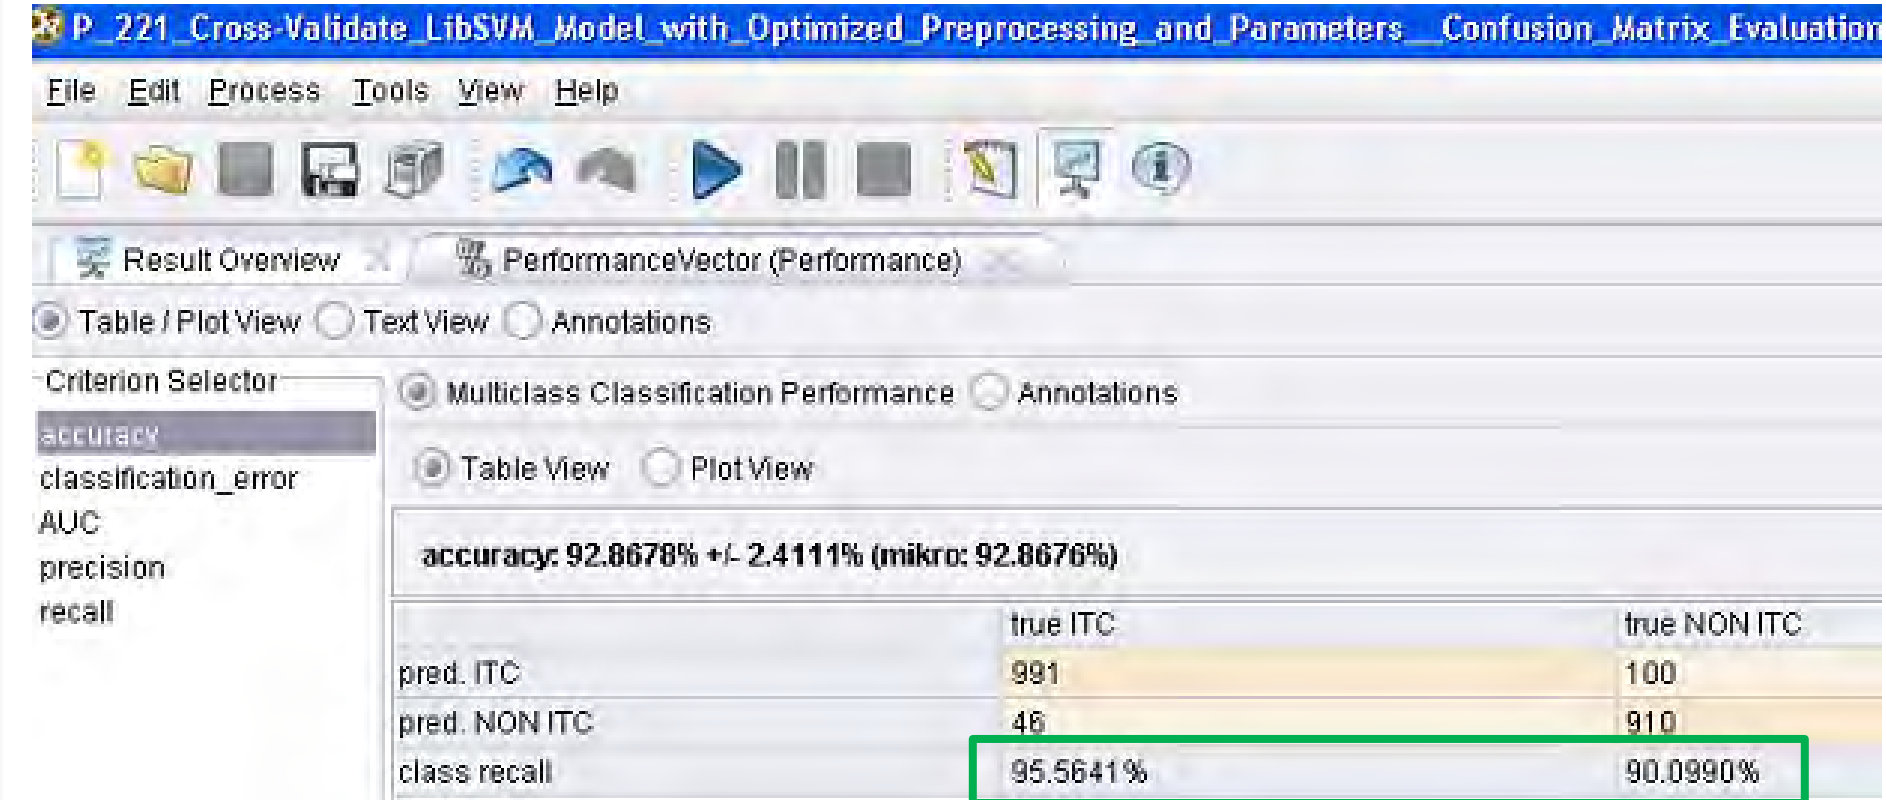 P_221_Cross-Validate_LibSVM_Model_with_Optimized_Preprocessing_and_Parameters__Confusion_Matrix_Evaluation
File Edit Process Tools View Help
Result Overview PerformanceVector (Performance)
Table / Plot View Text View Annotations
Criterion Selector
accuracy
classification_error
AUC
precision
recall
Multiclass Classification Performance Annotations
Table View Plot View
accuracy: 92.8678% +/- 2.4111% (mikro: 92.8676%)
true ITC true NON ITC
pred. ITC 991 100
pred. NON ITC 46 910
class recall 95.5641% 90.0990%